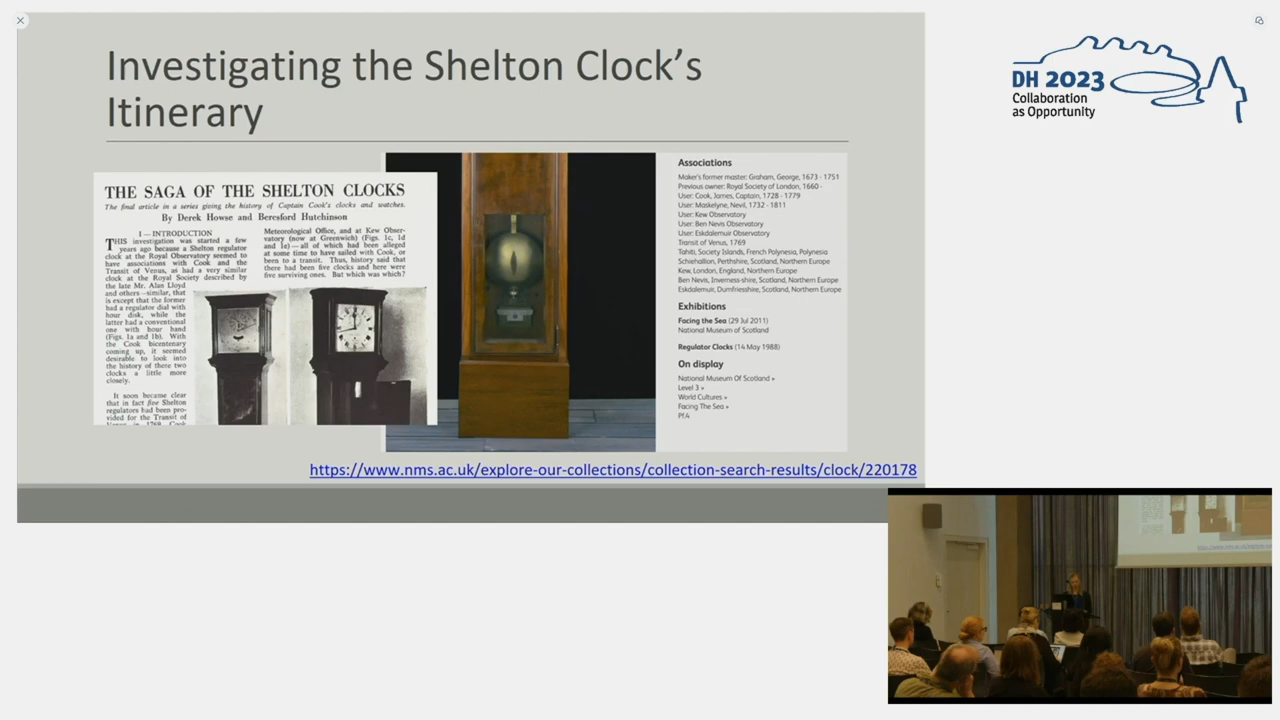 Investigating the Shelton Clock's
Itinerary
THE SAGA OF THE SHELTON CLOCKS
The final article in a series giving the history of Captain Cook's clocks and watches.
By Derek Howse and Beresford Hutchinson
I — INTRODUCTION
THIS investigation was started a few
years ago because a Shelton regulator
clock at the Royal Observatory seemed to
have associations with Cook and the
Transit of Venus, as had a very similar
clock at the Royal Society described by
the late Mr. Alan Lloyd
and others—similar, that
is except that the former
had a regulator dial with
hour disk, while the
latter had a conventional
one with hour hand
(Figs. 1a and 1b). With
the Cook bicentenary
coming up, it seemed
desirable to look into
the history of these two
clocks a little more
closely.
It soon became clear
that in fact five Shelton
regulators had been pro-
vided for the Transit of
Venus in 1769. Cook
Meteorological Office, and at Kew Obser-
vatory (now at Greenwich) (Figs. 1c, 1d
and 1e)—all of which had been alleged
at some time to have sailed with Cook, or
been to a transit. Thus, history said that
there had been five clocks and here were
five surviving ones. But which was which?
Associations
Maker's former master: Graham, George, 1673 - 1751
Previous owner: Royal Society of London, 1660 -
User: Cook, James, Captain, 1728 - 1779
User: Maskelyne, Nevil, 1732 - 1811
User: Kew Observatory
User: Ben Nevis Observatory
User: Eskdalemuir Observatory
Transit of Venus, 1769
Tahiti, Society Islands, French Polynesia, Polynesia
Schiehallion, Perthshire, Scotland, Northern Europe
Kew, London, England, Northern Europe
Ben Nevis, Inverness-shire, Scotland, Northern Europe
Eskdalemuir, Dumfriesshire, Scotland, Northern Europe
Exhibitions
Facing the Sea (29 Jul 2011)
National Museum of Scotland
Regulator Clocks (14 May 1988)
On display
National Museum Of Scotland »
Level 3 »
World Cultures »
Facing The Sea »
PfA
https://www.nms.ac.uk/explore-our-collections/collection-search-results/clock/220178
DH 2023
Collaboration
as Opportunity